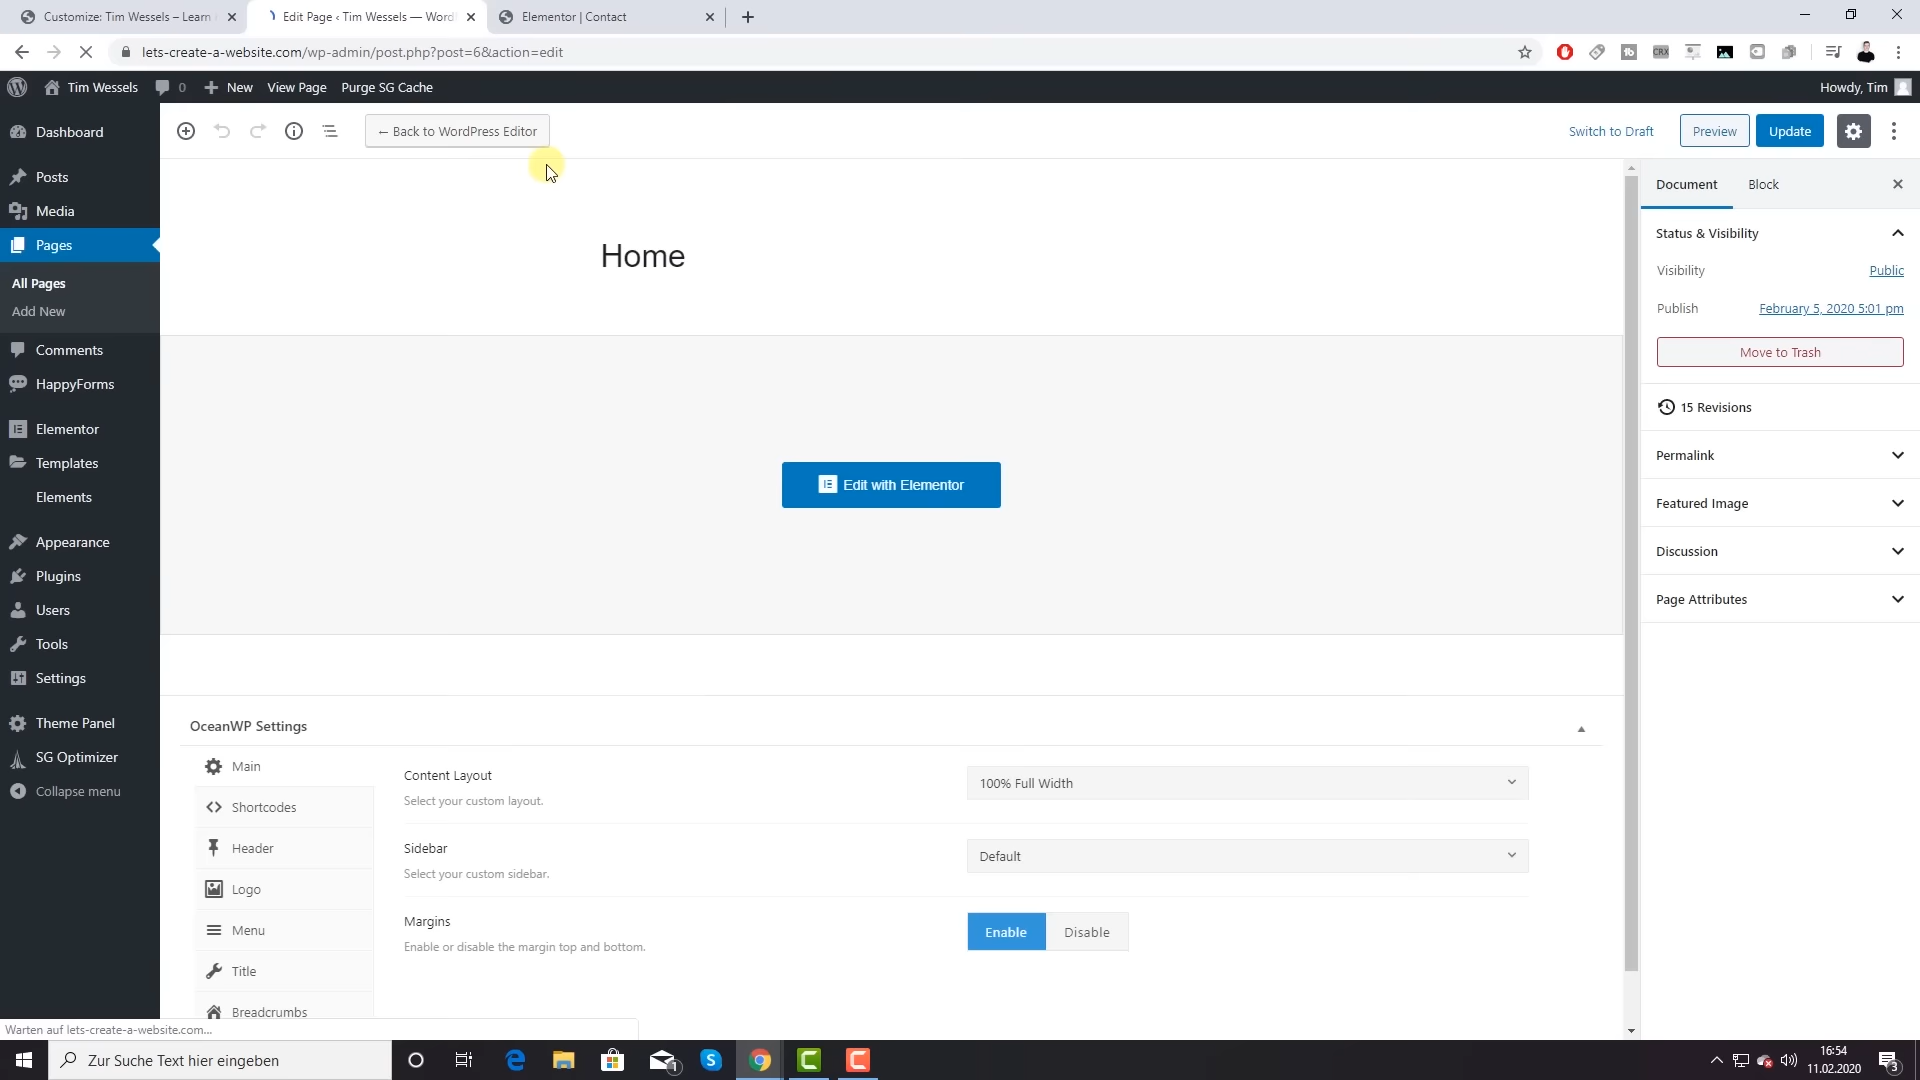 Customize: Tim Wessels – Learn
Edit Page ‹ Tim Wessels — Word
Elementor | Contact
lets-create-a-website.com/wp-admin/post.php?post=6&action=edit
Tim Wessels
0
New
View Page
Purge SG Cache
Howdy, Tim
Dashboard
Posts
Media
Pages
All Pages
Add New
Comments
HappyForms
Elementor
Templates
Elements
Appearance
Plugins
Users
Tools
Settings
Theme Panel
SG Optimizer
Collapse menu
← Back to WordPress Editor
Switch to Draft
Preview
Update
Home
Edit with Elementor
OceanWP Settings
Main
Shortcodes
Header
Logo
Menu
Title
Breadcrumbs
Content Layout
Select your custom layout.
100% Full Width
Sidebar
Select your custom sidebar.
Default
Margins
Enable or disable the margin top and bottom.
Enable
Disable
Document
Block
Status & Visibility
Visibility
Public
Publish
February 5, 2020 5:01 pm
Move to Trash
15 Revisions
Permalink
Featured Image
Discussion
Page Attributes
Warten auf lets-create-a-website.com...
Zur Suche Text hier eingeben
1
16:54
11.02.2020
3